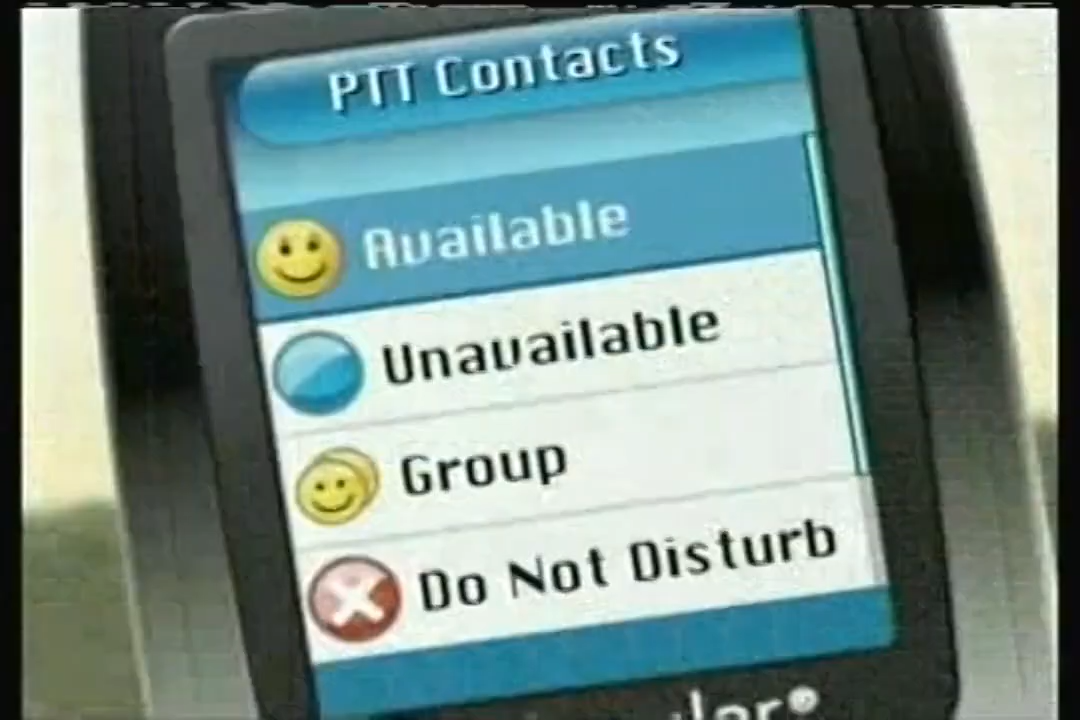 PTT Contacts
Available
Unavailable
Group
Do Not Disturb